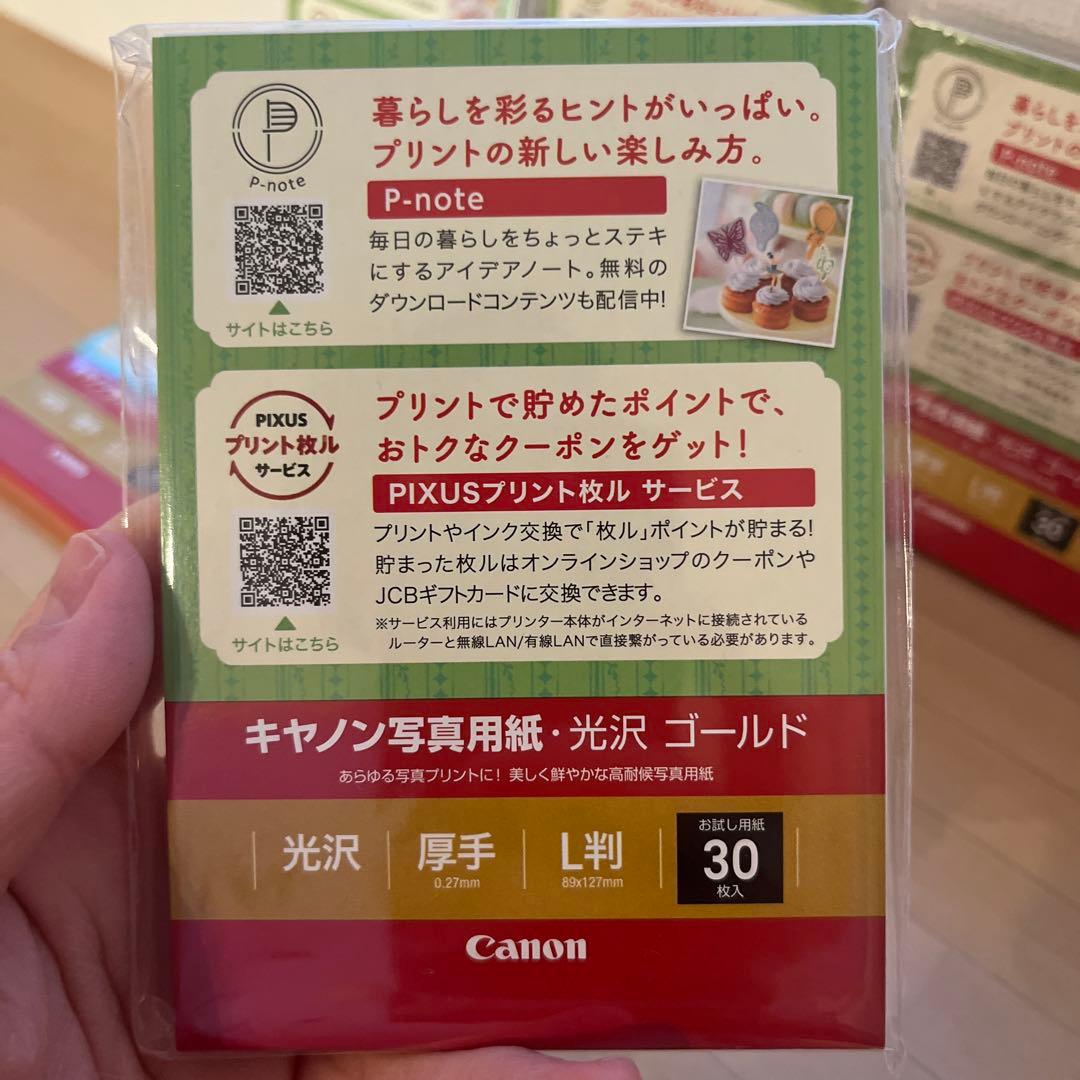 P-note
サイトはこちら
暮らしを彩るヒントがいっぱい。
プリントの新しい楽しみ方。
P-note
毎日の暮らしをちょっとステキ
にするアイデアノート。無料の
ダウンロードコンテンツも配信中!
PIXUS
プリント枚ル
サービス
サイトはこちら
プリントで貯めたポイントで、
おトクなクーポンをゲット!
PIXUSプリント枚ル サービス
プリントやインク交換で「枚ル」ポイントが貯まる!
貯まった枚ルはオンラインショップのクーポンや
JCBギフトカードに交換できます。
※サービス利用にはプリンター本体がインターネットに接続されている
ルーターと無線LAN/有線LANで直接繋がっている必要があります。
キヤノン写真用紙・光沢 ゴールド
あらゆる写真プリントに! 美しく鮮やかな高耐候写真用紙
光沢
厚手
0.27mm
L判
89x127mm
お試し用紙
30
枚入
Canon